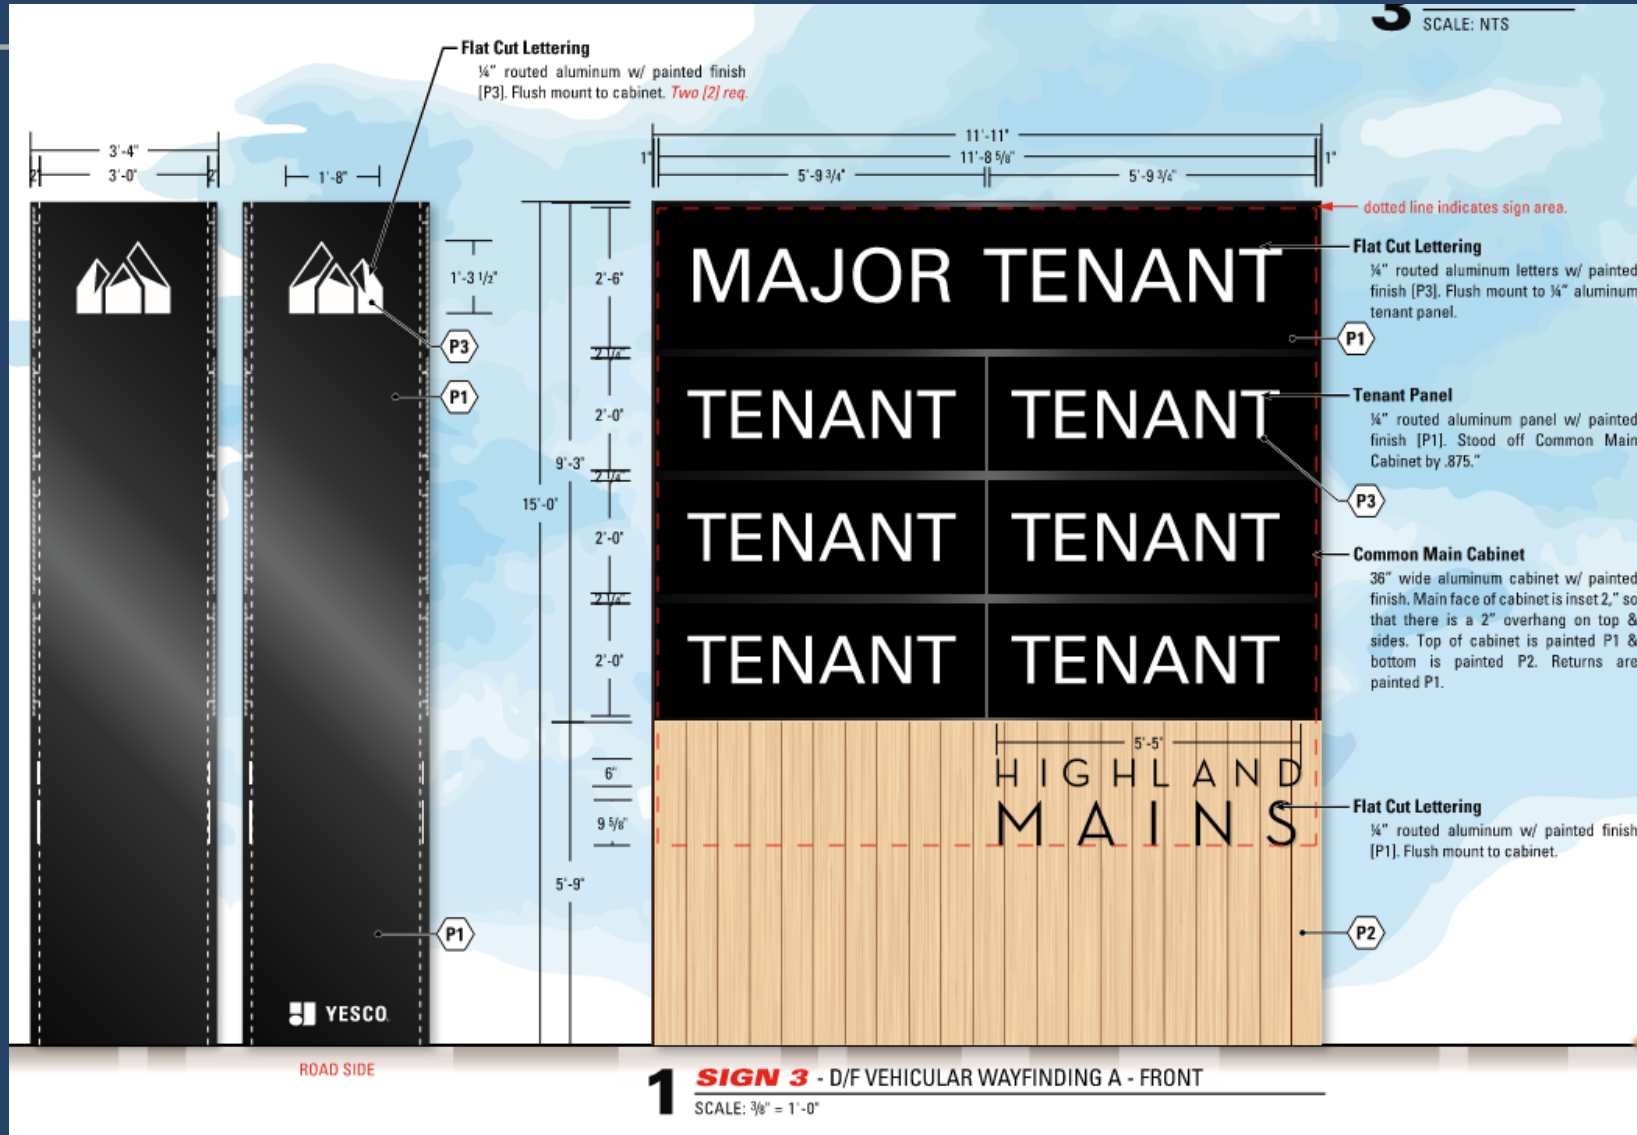 3
SCALE: NTS
Flat Cut Lettering
¼" routed aluminum w/ painted finish
[P3]. Flush mount to cabinet. Two [2] req.
3'-4"
2" 3'-0" 2"
1'-8"
1'-3 1/2"
P3
P1
P1
YESCO
ROAD SIDE
11'-11"
1" 11'-8 5/8" 1"
5'-9 3/4" 5'-9 3/4"
15'-0"
9'-3"
5'-9"
2'-6"
2 1/4"
2'-0"
2 1/4"
2'-0"
2 1/4"
2'-0"
6"
9 5/8"
MAJOR TENANT
TENANT TENANT
TENANT TENANT
TENANT TENANT
5'-5"
HIGHLAND
MAINS
dotted line indicates sign area.
Flat Cut Lettering
¼" routed aluminum letters w/ painted
finish [P3]. Flush mount to ¼" aluminum
tenant panel.
P1
Tenant Panel
¼" routed aluminum panel w/ painted
finish [P1]. Stood off Common Main
Cabinet by .875."
P3
Common Main Cabinet
36" wide aluminum cabinet w/ painted
finish. Main face of cabinet is inset 2," so
that there is a 2" overhang on top &
sides. Top of cabinet is painted P1 &
bottom is painted P2. Returns are
painted P1.
Flat Cut Lettering
¼" routed aluminum w/ painted finish
[P1]. Flush mount to cabinet.
P2
1
SIGN 3 - D/F VEHICULAR WAYFINDING A - FRONT
SCALE: 3/8" = 1'-0"